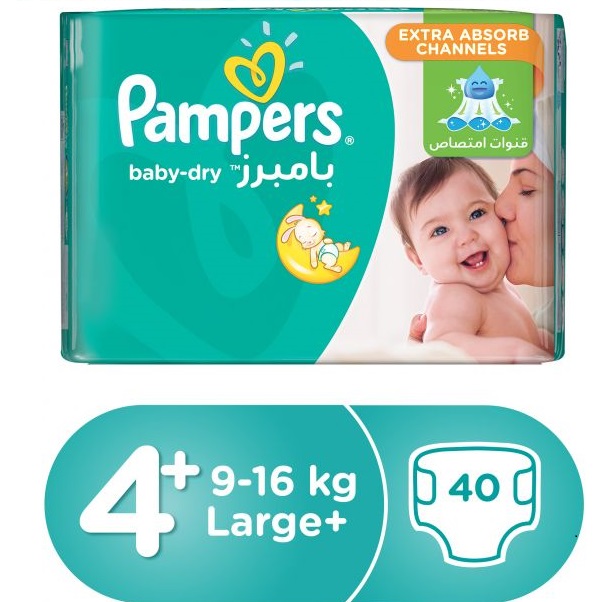 EXTRA ABSORB
CHANNELS
قنوات امتصاص
Pampers®
baby-dry™ بامبرز
4+
9-16 kg
Large+
40